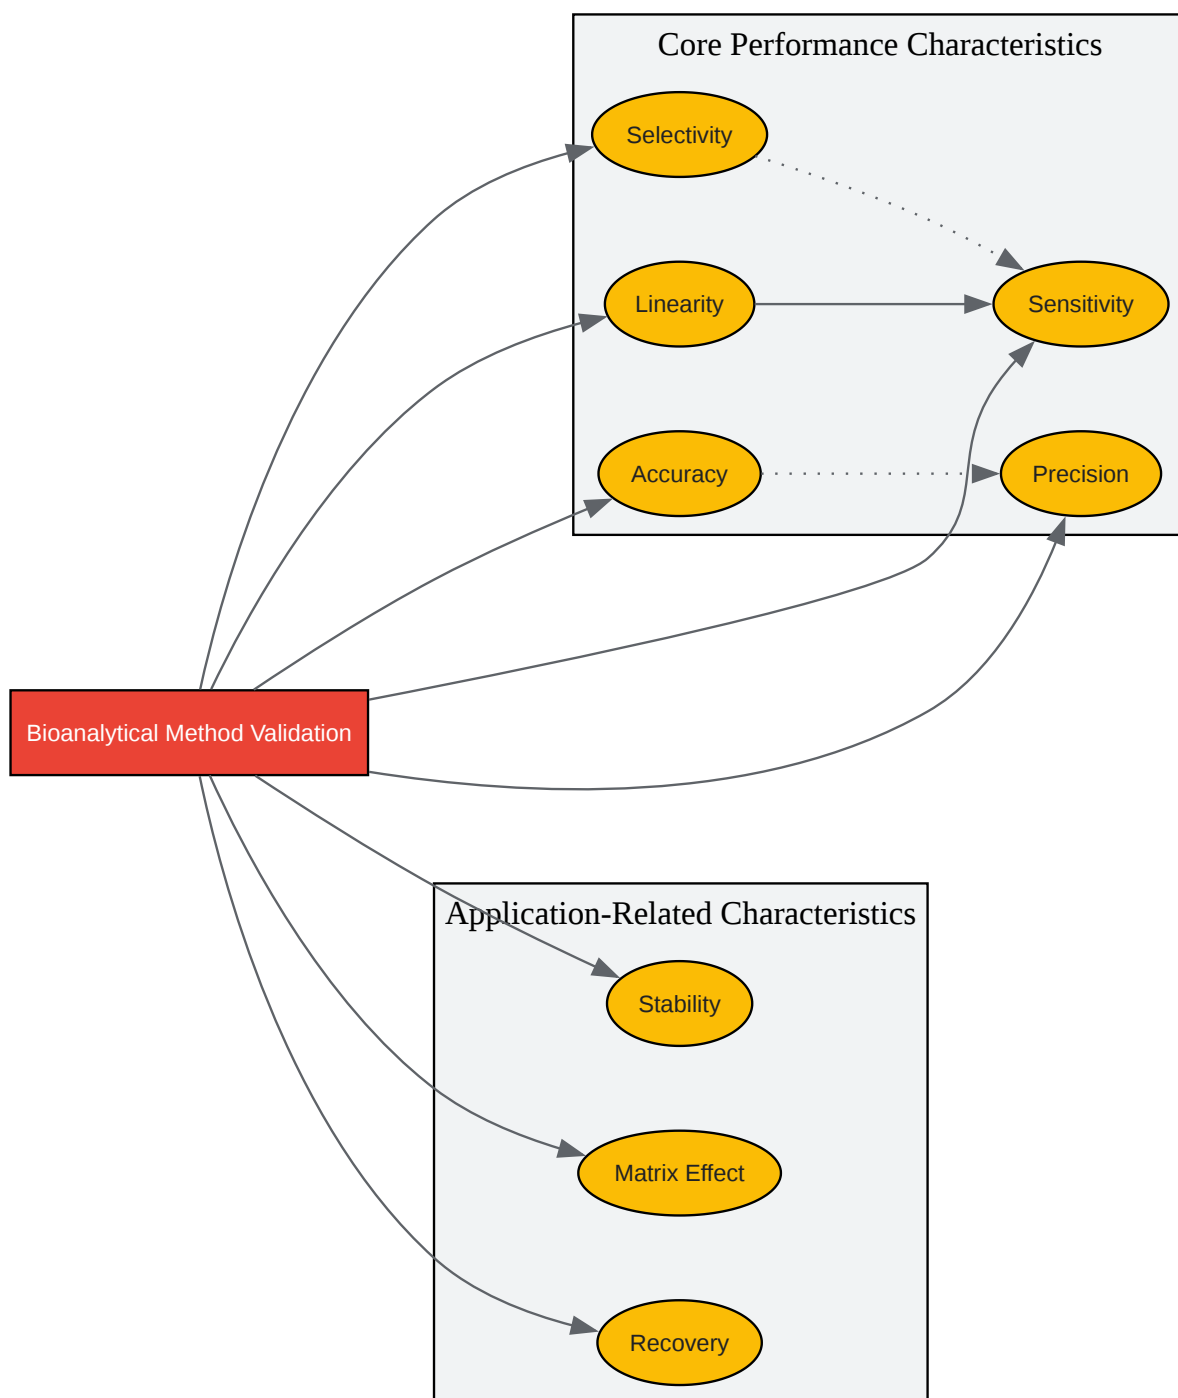 Core Performance Characteristics
Selectivity
Linearity
Sensitivity
Accuracy
Precision
Bioanalytical Method Validation
Application-Related Characteristics
Stability
Matrix Effect
Recovery